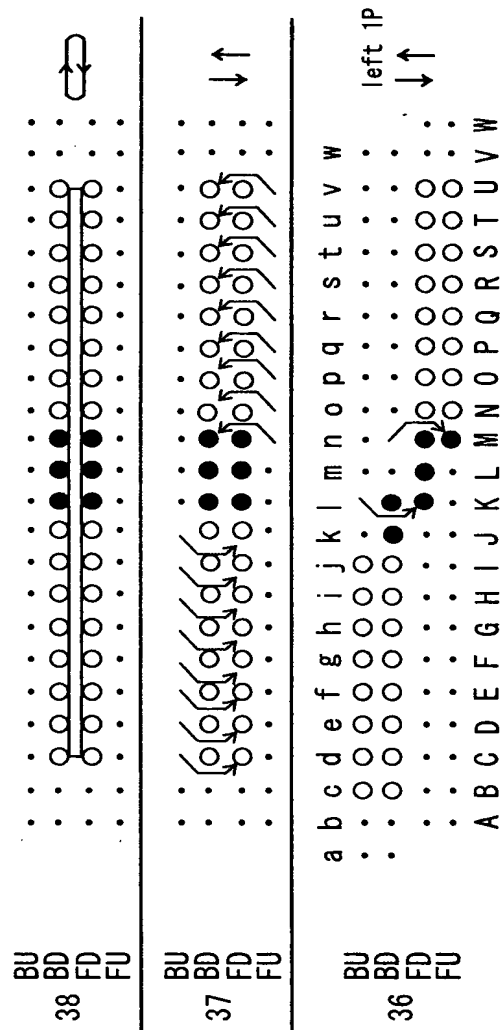 BU
BD
38
FD
FU
BU
BD
37
FD
FU
a b c d e f g h i j k l m n o p q r s t u v w
BU
left 1P
BD
36
FD
FU
A B C D E F G H I J K L M N O P Q R S T U V W